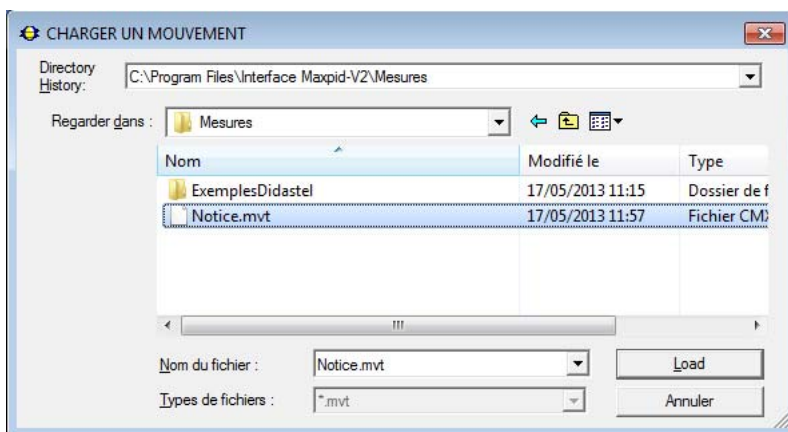 CHARGER UN MOUVEMENT
Directory History: C:\Program Files\Interface Maxpid-V2\Mesures
Regarder dans : Mesures
Nom Modifié le Type
ExemplesDidastel 17/05/2013 11:15 Dossier de f
Notice.mvt 17/05/2013 11:57 Fichier CM
Nom du fichier : Notice.mvt Load
Types de fichiers : *.mvt Annuler